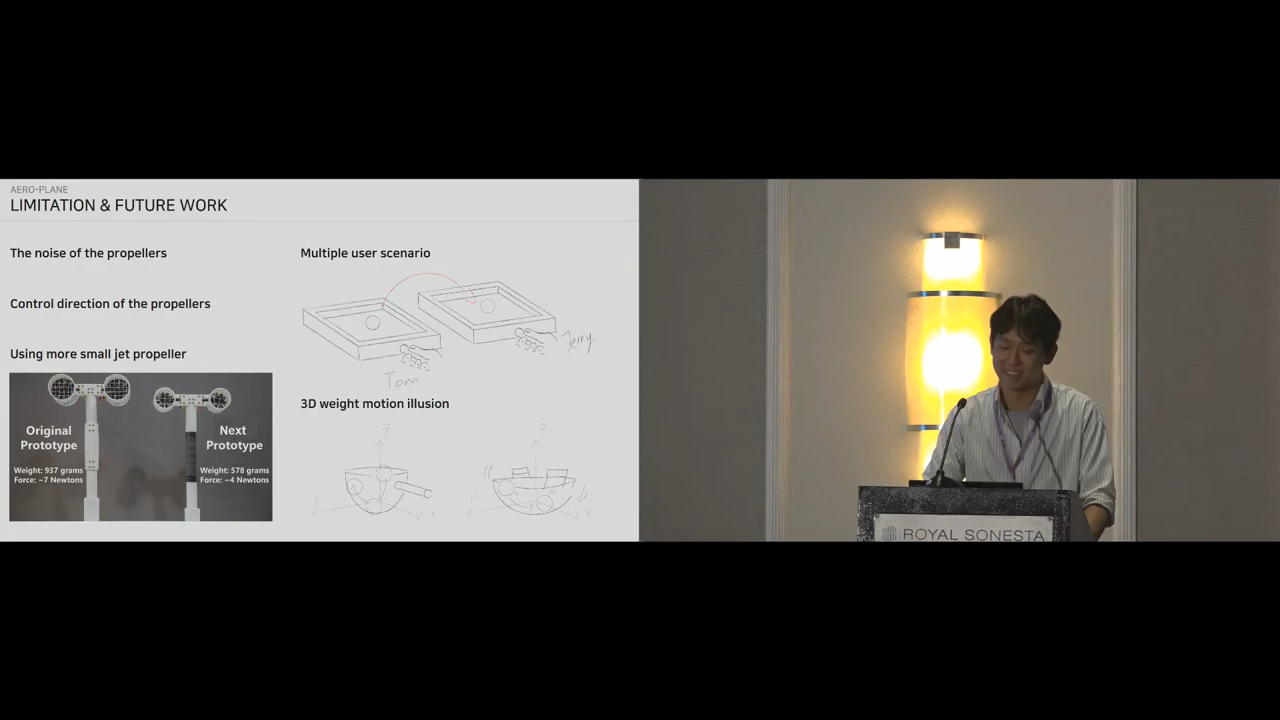 AERO-PLANE
LIMITATION & FUTURE WORK
The noise of the propellers
Control direction of the propellers
Using more small jet propeller
Original
Prototype
Weight: 937 grams
Force: ~7 Newtons
Next
Prototype
Weight: 578 grams
Force: ~4 Newtons
Multiple user scenario
Tom
Jerry
3D weight motion illusion
ROYAL SONESTA